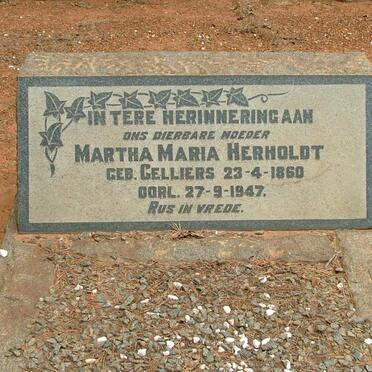 IN TERE HERINNERING AAN
ONS DIERBARE MOEDER
MARTHA MARIA HERHOLDT
GEB. CELLIERS 23-4-1860
OORL. 27-9-1947.
RUS IN VREDE.